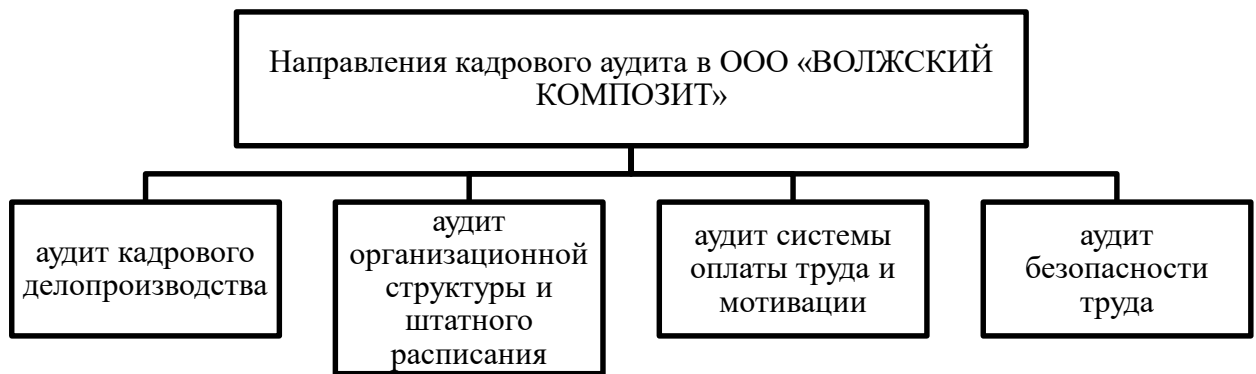 Направления кадрового аудита в ООО «ВОЛЖСКИЙ
КОМПОЗИТ»
аудит кадрового
делопроизводства
аудит
организационной
структуры и
штатного
расписания
аудит системы
оплаты труда и
мотивации
аудит
безопасности
труда